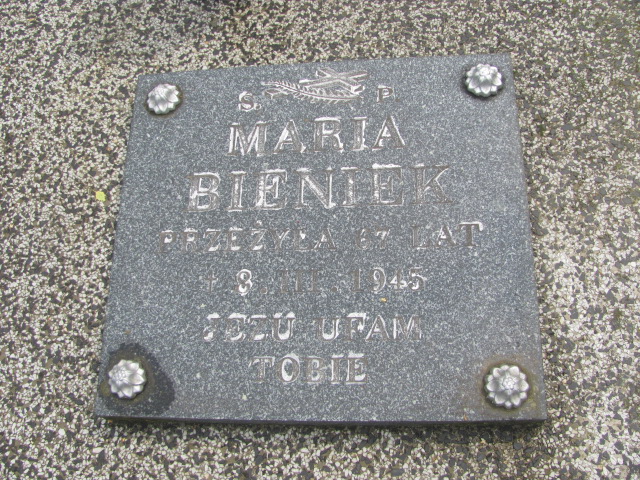 S. P.
MARIA
BIENIEK
PRZEŻYŁA 67 LAT
+ 8. III 1945
JEZU UFAM
TOBIE